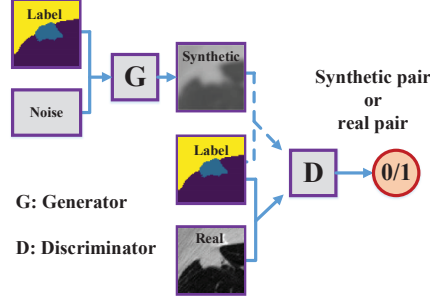 Label
G
Synthetic
Noise
Synthetic pair
or
real pair
Label
D
0/1
G: Generator
D: Discriminator
Real